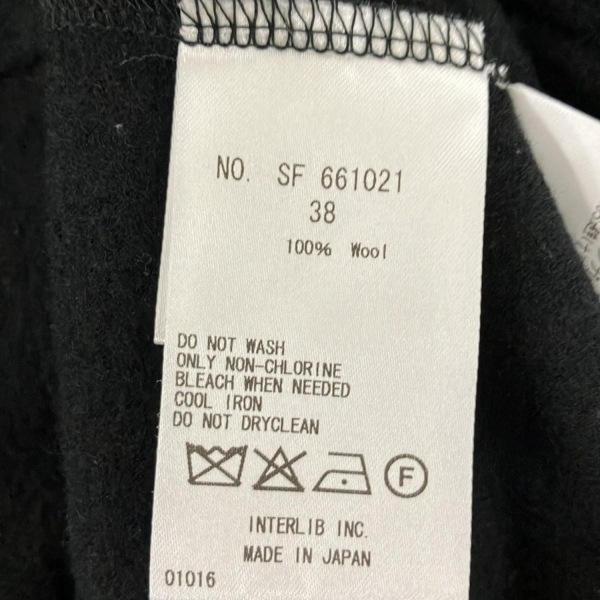 NO. SF 661021
38
100% Wool
DO NOT WASH
ONLY NON-CHLORINE
BLEACH WHEN NEEDED
COOL IRON
DO NOT DRYCLEAN
F
INTERLIB INC.
MADE IN JAPAN
01016